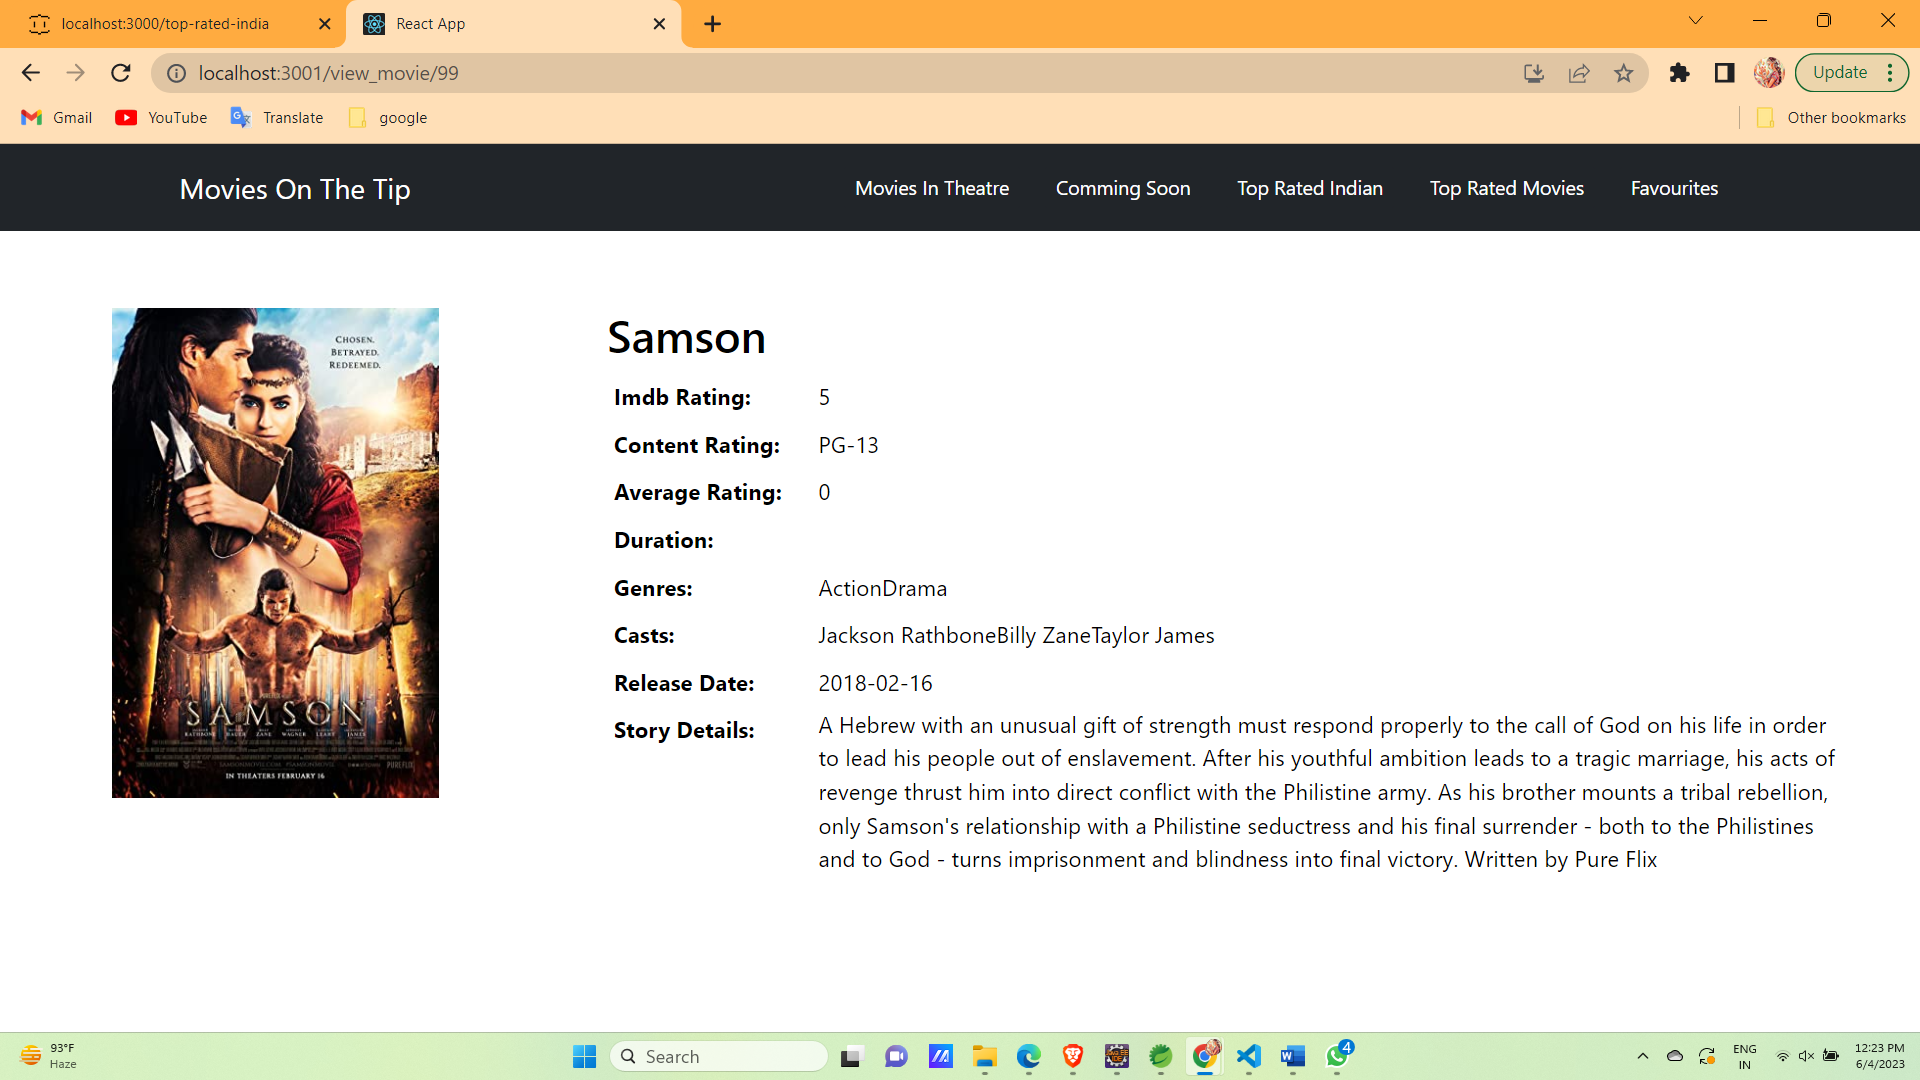 localhost:3000/top-rated-india
React App
localhost:3001/view_movie/99
Update
Gmail
YouTube
Translate
google
Other bookmarks
Movies On The Tip
Movies In Theatre
Comming Soon
Top Rated Indian
Top Rated Movies
Favourites
CHOSEN.
BETRAYED.
REDEEMED.
SAMSON
IN THEATERS FEBRUARY 16
PUREFLIX
Samson
Imdb Rating: 5
Content Rating: PG-13
Average Rating: 0
Duration:
Genres: ActionDrama
Casts: Jackson RathboneBilly ZaneTaylor James
Release Date: 2018-02-16
Story Details: A Hebrew with an unusual gift of strength must respond properly to the call of God on his life in order
to lead his people out of enslavement. After his youthful ambition leads to a tragic marriage, his acts of
revenge thrust him into direct conflict with the Philistine army. As his brother mounts a tribal rebellion,
only Samson's relationship with a Philistine seductress and his final surrender - both to the Philistines
and to God - turns imprisonment and blindness into final victory. Written by Pure Flix
93°F
Haze
Search
4
ENG
IN
12:23 PM
6/4/2023